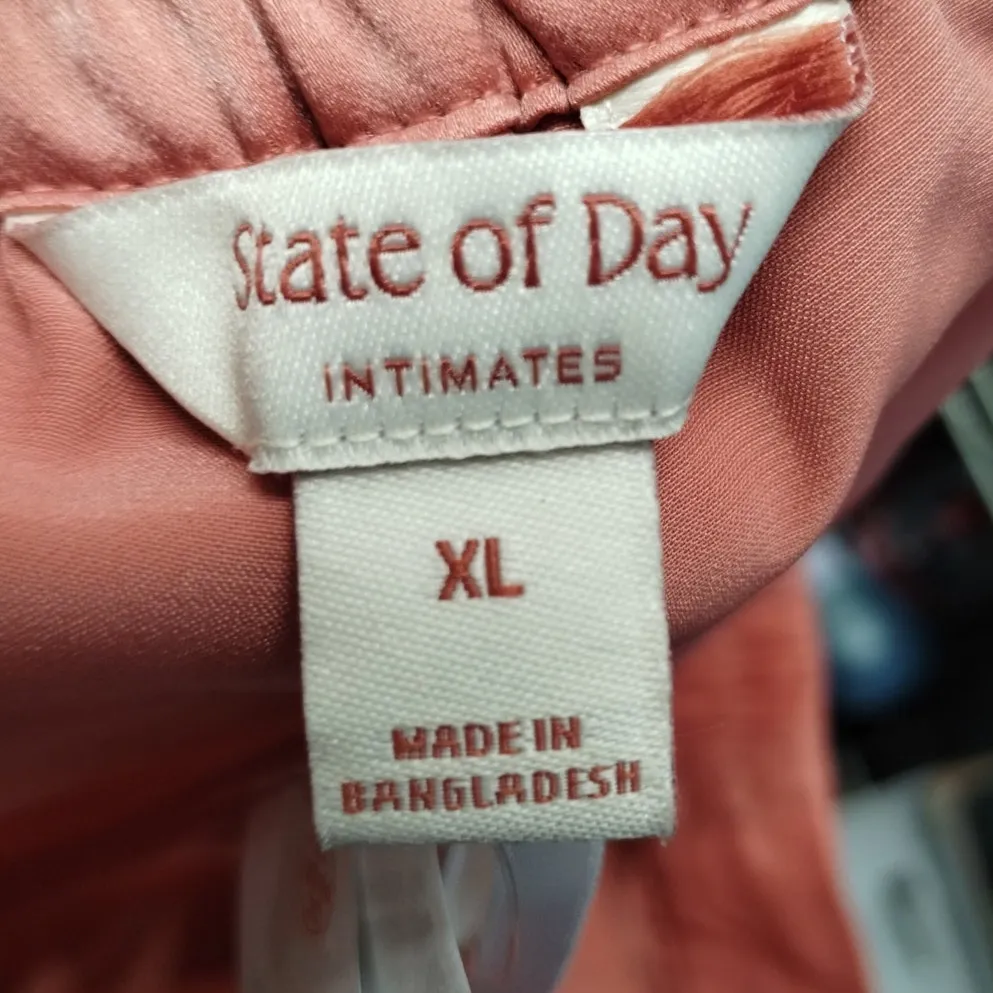 State of Day
INTIMATES
XL
MADE IN
BANGLADESH